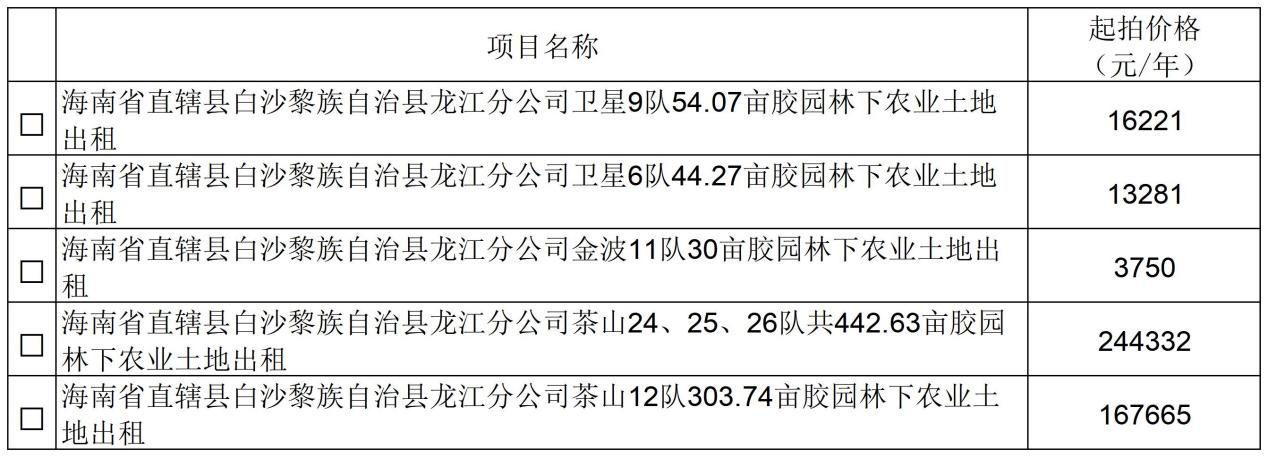 项目名称
起拍价格
（元/年）
海南省直辖县白沙黎族自治县龙江分公司卫星9队54.07亩胶园林下农业土地
出租
16221
海南省直辖县白沙黎族自治县龙江分公司卫星6队44.27亩胶园林下农业土地
出租
13281
海南省直辖县白沙黎族自治县龙江分公司金波11队30亩胶园林下农业土地出
租
3750
海南省直辖县白沙黎族自治县龙江分公司茶山24、25、26队共442.63亩胶园
林下农业土地出租
244332
海南省直辖县白沙黎族自治县龙江分公司茶山12队303.74亩胶园林下农业土
地出租
167665